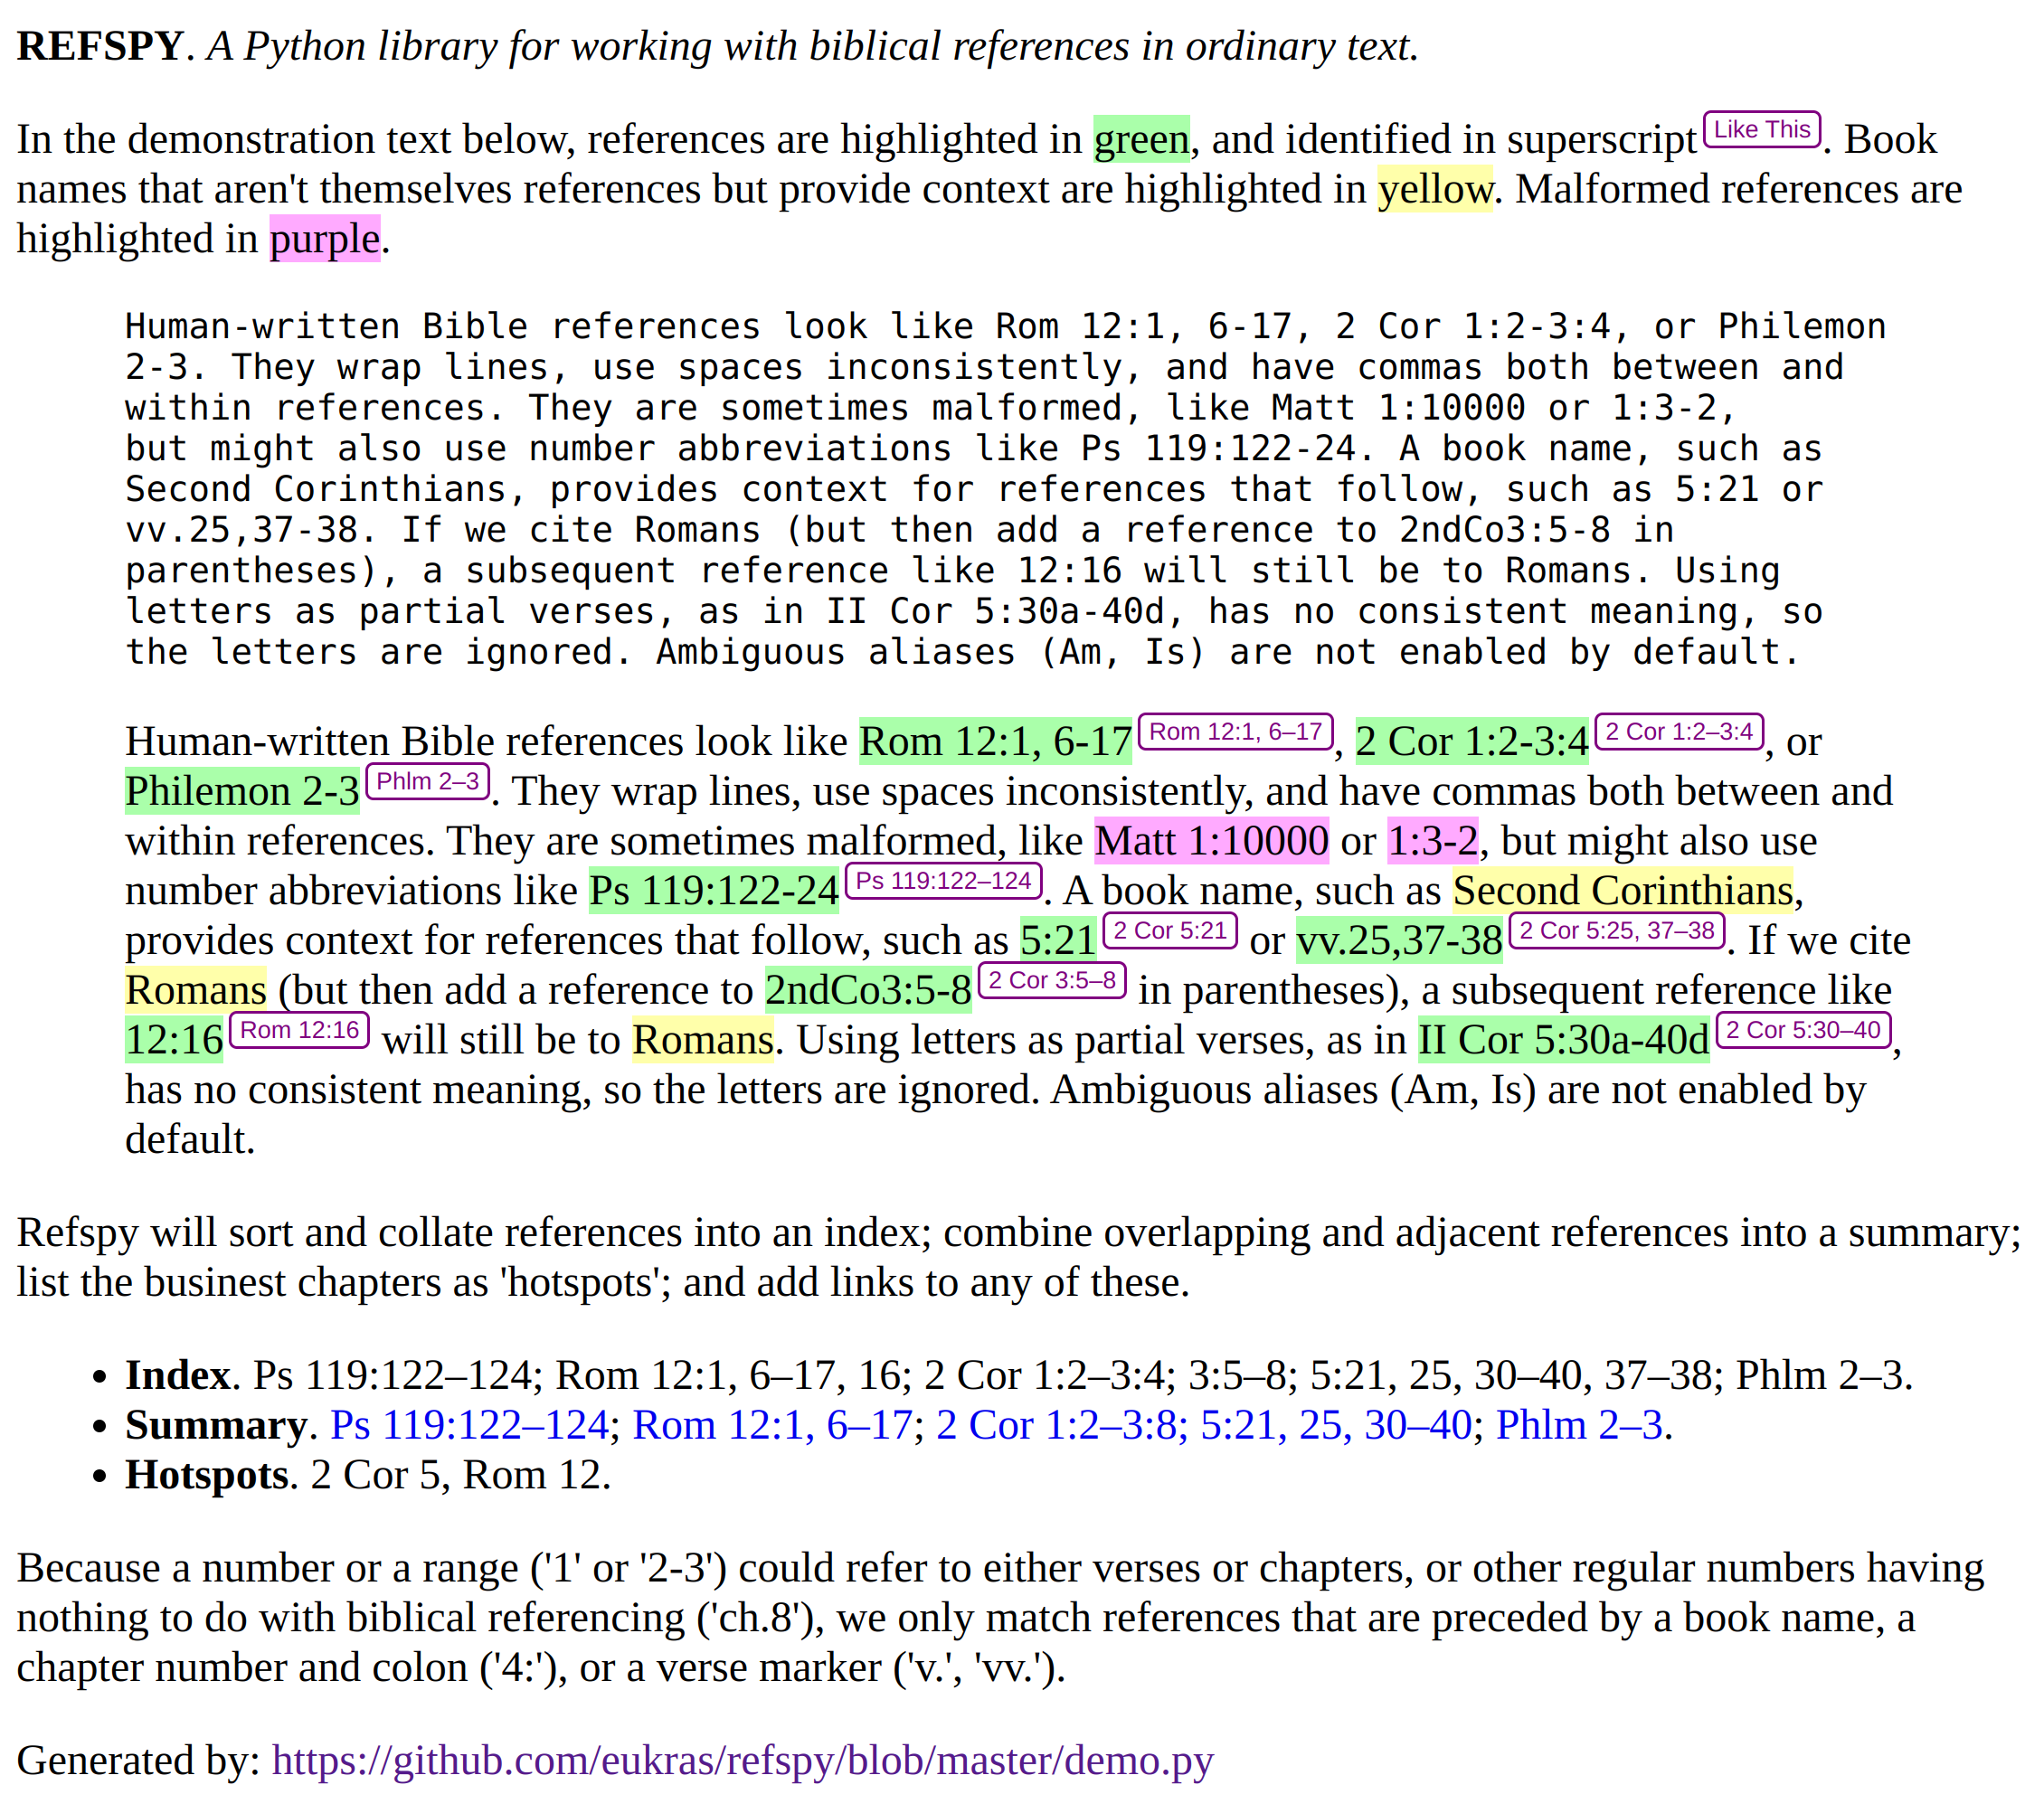 REFSPY. A Python library for working with biblical references in ordinary text.
In the demonstration text below, references are highlighted in green, and identified in superscript Like This. Book
names that aren't themselves references but provide context are highlighted in yellow. Malformed references are
highlighted in purple.
Human-written Bible references look like Rom 12:1, 6-17, 2 Cor 1:2-3:4, or Philemon
2-3. They wrap lines, use spaces inconsistently, and have commas both between and
within references. They are sometimes malformed, like Matt 1:10000 or 1:3-2,
but might also use number abbreviations like Ps 119:122-24. A book name, such as
Second Corinthians, provides context for references that follow, such as 5:21 or
vv.25,37-38. If we cite Romans (but then add a reference to 2ndCo3:5-8 in
parentheses), a subsequent reference like 12:16 will still be to Romans. Using
letters as partial verses, as in II Cor 5:30a-40d, has no consistent meaning, so
the letters are ignored. Ambiguous aliases (Am, Is) are not enabled by default.
Human-written Bible references look like Rom 12:1, 6-17 Rom 12:1, 6–17, 2 Cor 1:2-3:4 2 Cor 1:2–3:4, or
Philemon 2-3 Phlm 2–3. They wrap lines, use spaces inconsistently, and have commas both between and
within references. They are sometimes malformed, like Matt 1:10000 or 1:3-2, but might also use
number abbreviations like Ps 119:122-24 Ps 119:122–124. A book name, such as Second Corinthians,
provides context for references that follow, such as 5:21 2 Cor 5:21 or vv.25,37-38 2 Cor 5:25, 37–38. If we cite
Romans (but then add a reference to 2ndCo3:5-8 2 Cor 3:5–8 in parentheses), a subsequent reference like
12:16 Rom 12:16 will still be to Romans. Using letters as partial verses, as in II Cor 5:30a-40d 2 Cor 5:30–40,
has no consistent meaning, so the letters are ignored. Ambiguous aliases (Am, Is) are not enabled by
default.
Refspy will sort and collate references into an index; combine overlapping and adjacent references into a summary;
list the businest chapters as 'hotspots'; and add links to any of these.
• Index. Ps 119:122–124; Rom 12:1, 6–17, 16; 2 Cor 1:2–3:4; 3:5–8; 5:21, 25, 30–40, 37–38; Phlm 2–3.
• Summary. Ps 119:122–124; Rom 12:1, 6–17; 2 Cor 1:2–3:8; 5:21, 25, 30–40; Phlm 2–3.
• Hotspots. 2 Cor 5, Rom 12.
Because a number or a range ('1' or '2-3') could refer to either verses or chapters, or other regular numbers having
nothing to do with biblical referencing ('ch.8'), we only match references that are preceded by a book name, a
chapter number and colon ('4:'), or a verse marker ('v.', 'vv.').
Generated by: https://github.com/eukras/refspy/blob/master/demo.py